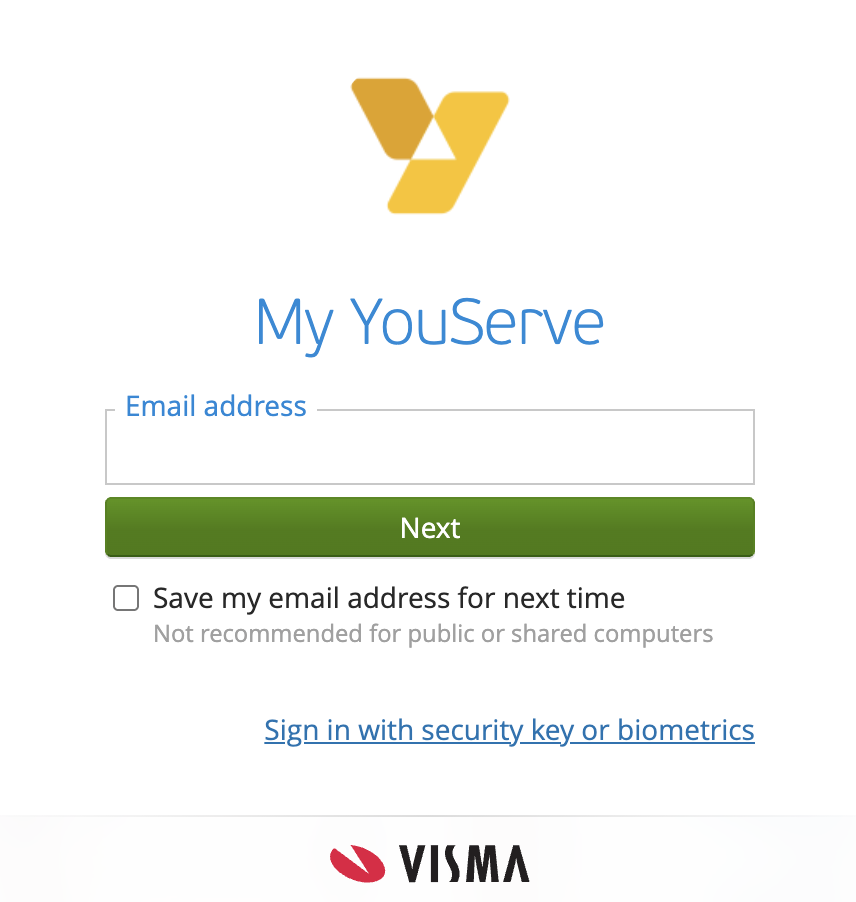 My YouServe
Email address
Next
Save my email address for next time
Not recommended for public or shared computers
Sign in with security key or biometrics
VISMA